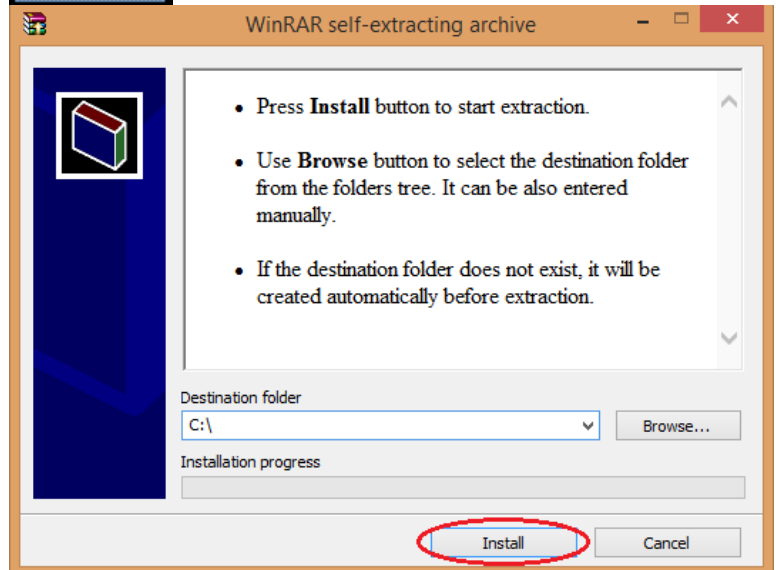 WinRAR self-extracting archive
• Press Install button to start extraction.
• Use Browse button to select the destination folder
from the folders tree. It can be also entered
manually.
• If the destination folder does not exist, it will be
created automatically before extraction.
Destination folder
C:\
Browse...
Installation progress
Install
Cancel